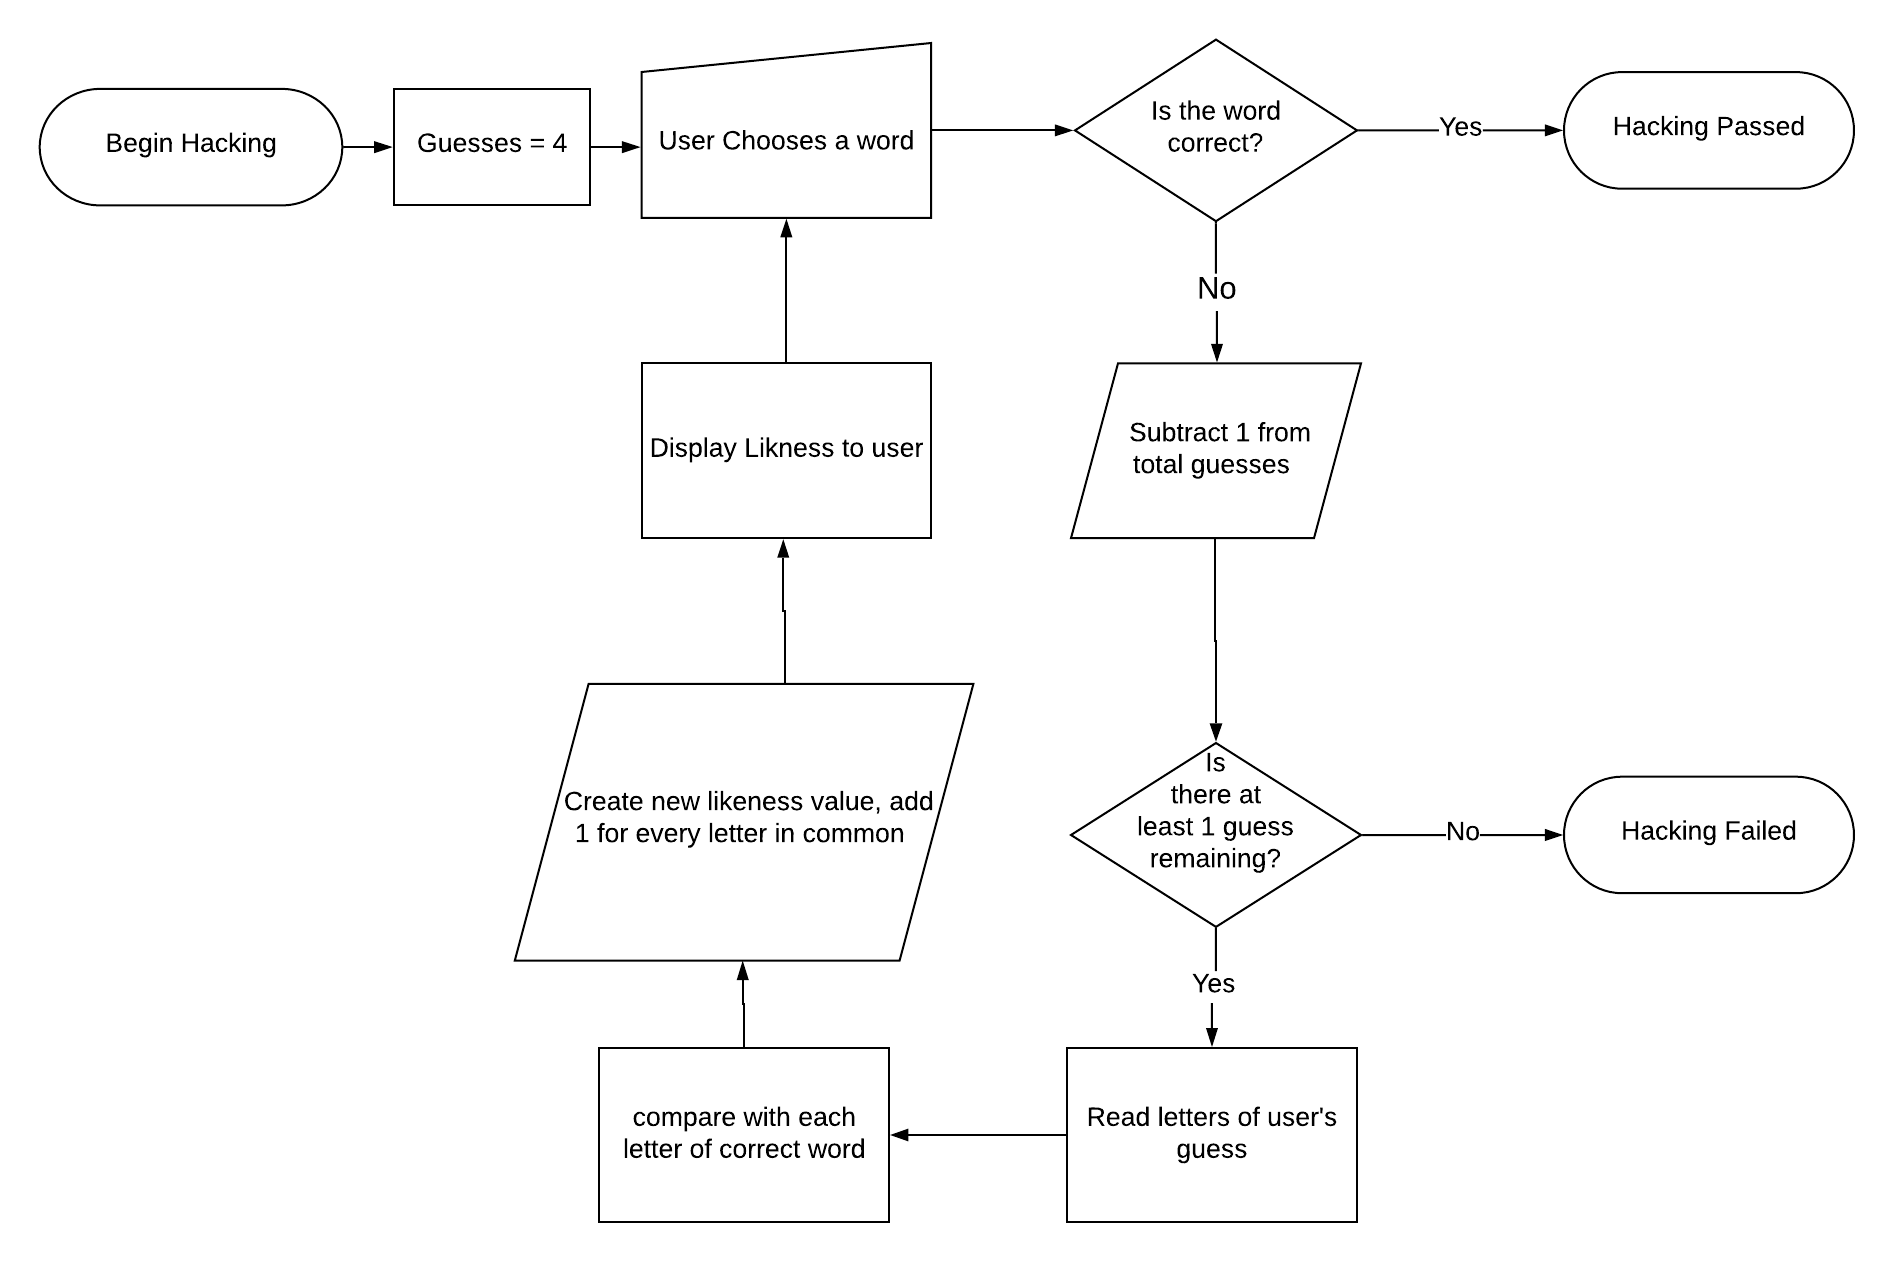 Begin Hacking
Guesses = 4
User Chooses a word
Is the word
correct?
Yes
Hacking Passed
No
Subtract 1 from
total guesses
Is
there at
least 1 guess
remaining?
No
Hacking Failed
Yes
Read letters of user's
guess
compare with each
letter of correct word
Create new likeness value, add
1 for every letter in common
Display Likness to user